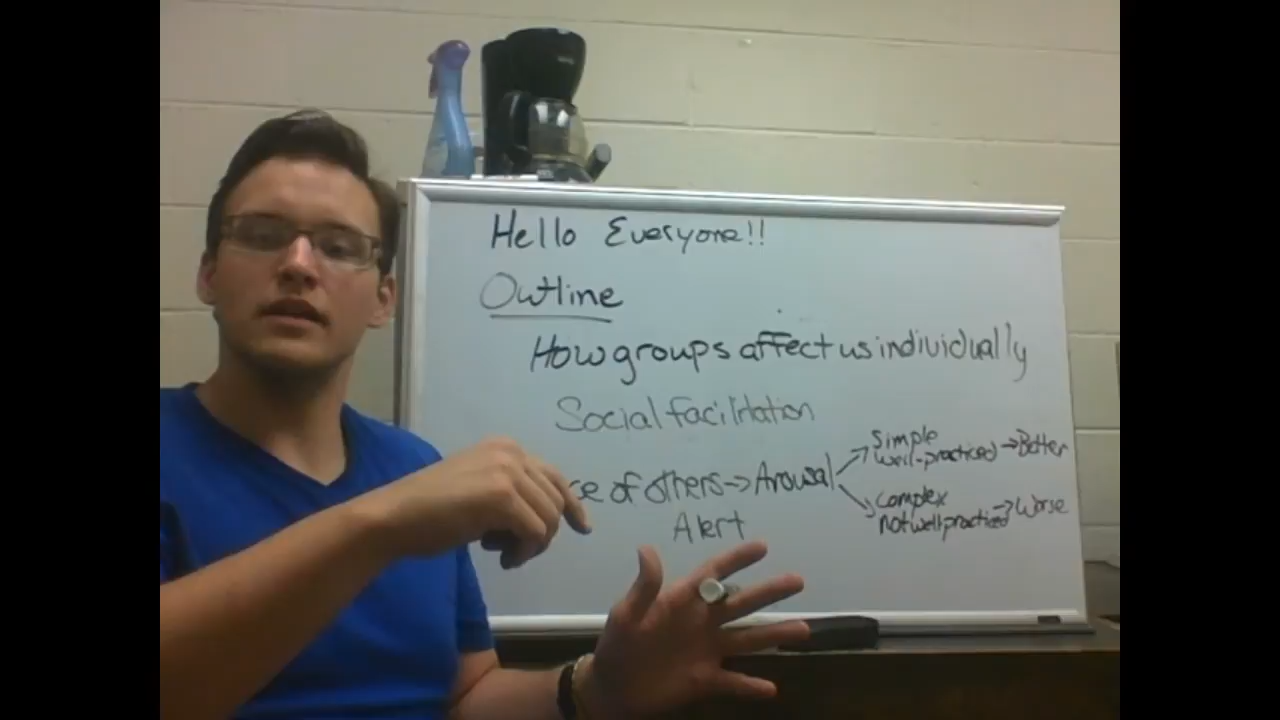 Hello Everyone!!
Outline
How groups affect us individually
Social facilitation
of others -> Arousal
Alert
simple
well-practiced -> Better
complex
not well practiced -> Worse